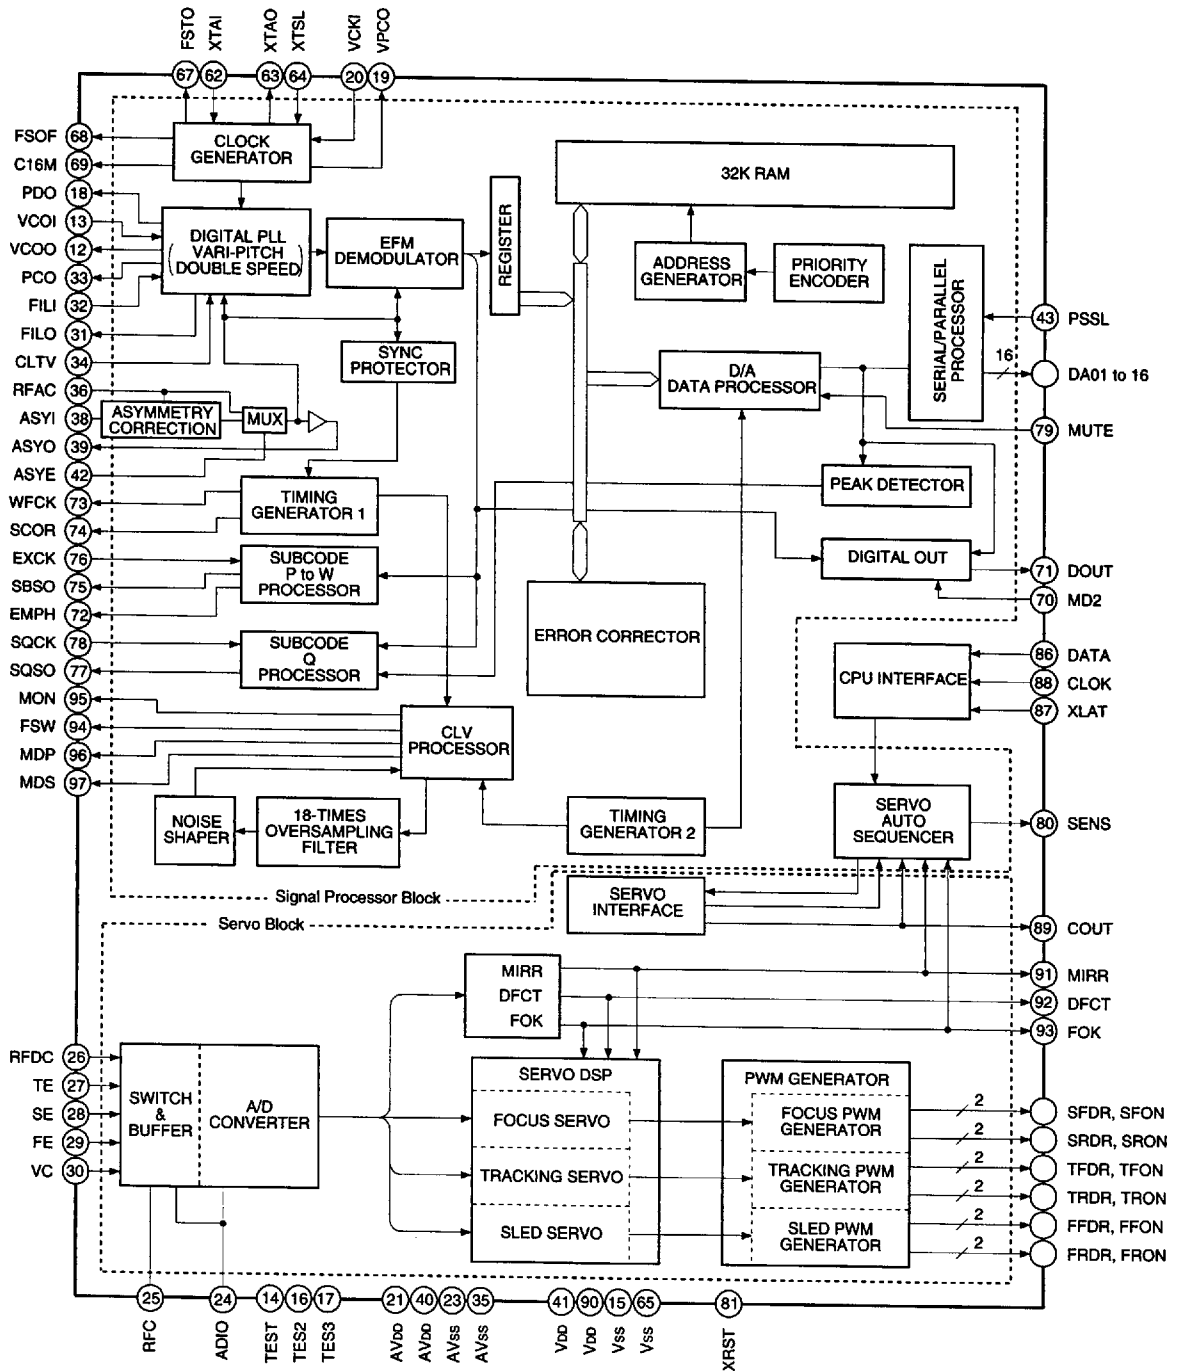 FSTO
XTAI
XTAO
XTSL
VCKI
VPCO
67
62
63
64
20
19
FSOF 68
C16M 69
PDO 18
VCOI 13
VCOO 12
PCO 33
FILI 32
FILO 31
CLTV 34
RFAC 36
ASYI 38
ASYO 39
ASYE 42
WFCK 73
SCOR 74
EXCK 76
SBSO 75
EMPH 72
SQCK 78
SQSO 77
MON 95
FSW 94
MDP 96
MDS 97
CLOCK
GENERATOR
DIGITAL PLL
VARI-PITCH
(DOUBLE SPEED)
EFM
DEMODULATOR
REGISTER
32K RAM
ADDRESS
GENERATOR
PRIORITY
ENCODER
SERIAL/PARALLEL
PROCESSOR
SYNC
PROTECTOR
D/A
DATA PROCESSOR
16
ASYMMETRY
CORRECTION
MUX
TIMING
GENERATOR 1
PEAK DETECTOR
SUBCODE
P to W
PROCESSOR
DIGITAL OUT
SUBCODE
Q
PROCESSOR
ERROR CORRECTOR
CPU INTERFACE
CLV
PROCESSOR
NOISE
SHAPER
18-TIMES
OVERSAMPLING
FILTER
TIMING
GENERATOR 2
SERVO
AUTO
SEQUENCER
Signal Processor Block
43 PSSL
DA01 to 16
79 MUTE
71 DOUT
70 MD2
86 DATA
88 CLOK
87 XLAT
80 SENS
89 COUT
91 MIRR
92 DFCT
93 FOK
Servo Block
SERVO
INTERFACE
MIRR
DFCT
FOK
RFDC 26
TE 27
SE 28
FE 29
VC 30
SWITCH
&
BUFFER
A/D
CONVERTER
SERVO DSP
FOCUS SERVO
TRACKING SERVO
SLED SERVO
PWM GENERATOR
FOCUS PWM
GENERATOR
TRACKING PWM
GENERATOR
SLED PWM
GENERATOR
2 SFDR, SFON
2 SRDR, SRON
2 TFDR, TFON
2 TRDR, TRON
2 FFDR, FFON
2 FRDR, FRON
25
24
14
16
17
21
40
23
35
41
90
15
65
81
RFC
ADIO
TEST
TES2
TES3
AVDD
AVDD
AVSS
AVSS
VDD
VDD
VSS
VSS
XRST